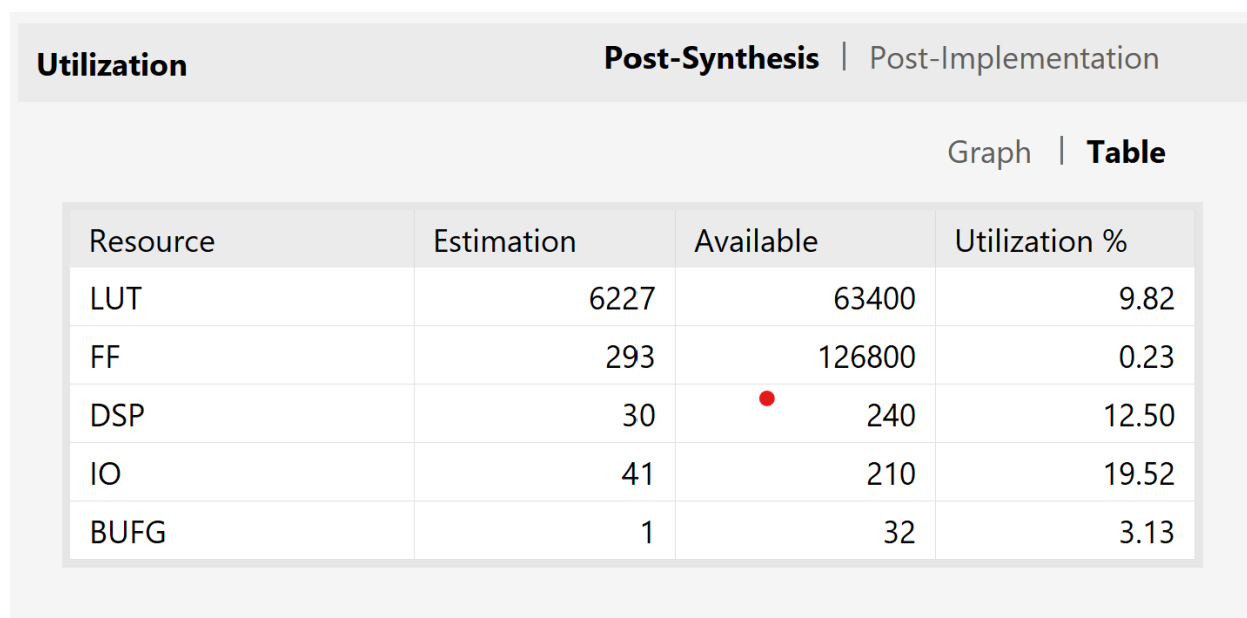 Utilization Post-Synthesis | Post-Implementation
Graph | Table
Resource Estimation Available Utilization %
LUT 6227 63400 9.82
FF 293 126800 0.23
DSP 30 240 12.50
IO 41 210 19.52
BUFG 1 32 3.13